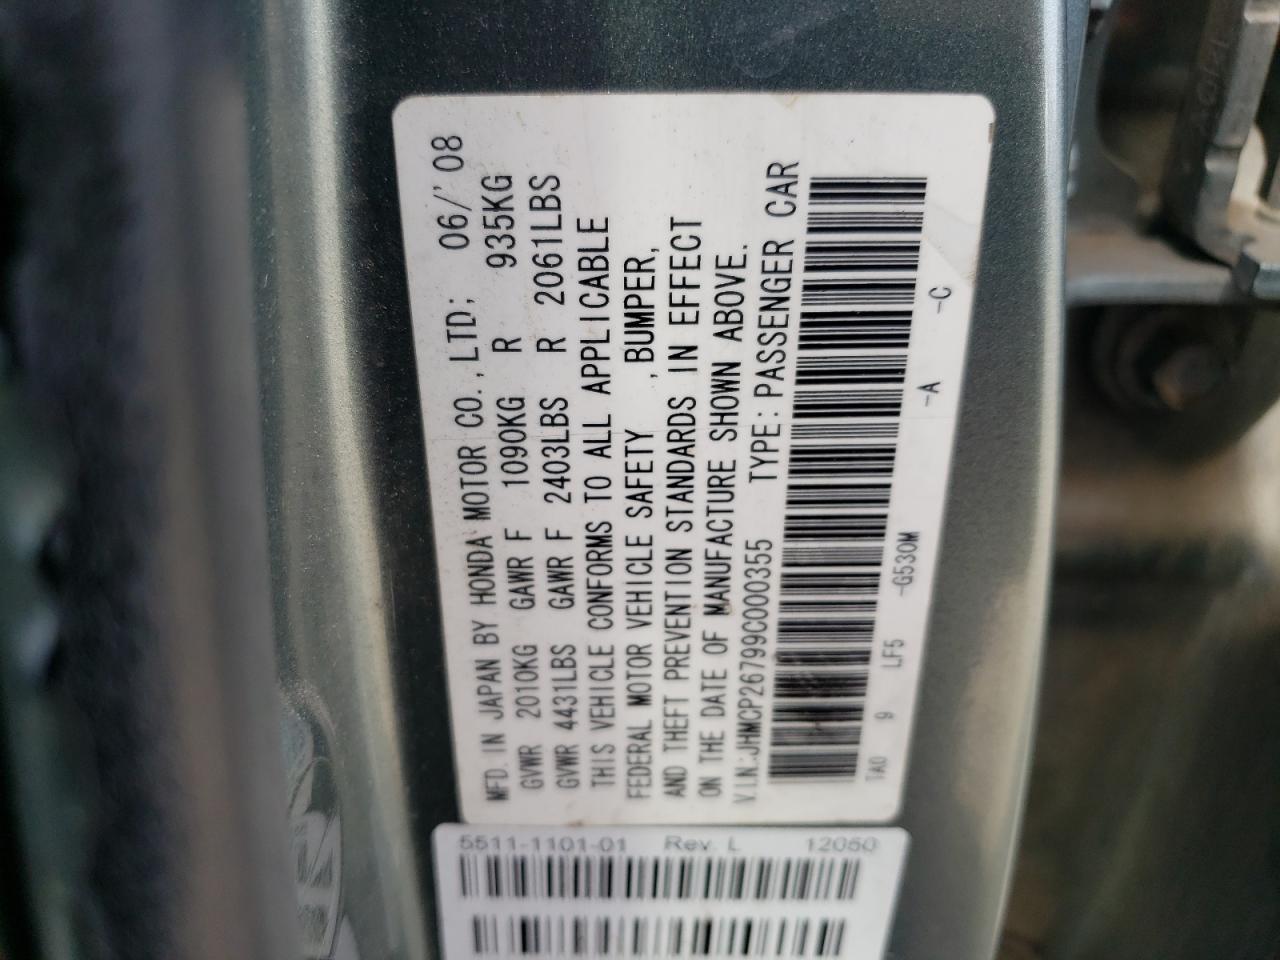 MFD. IN JAPAN BY HONDA MOTOR CO., LTD; 06/'08
GVWR 2010KG GAWR F 1090KG R 935KG
GVWR 4431LBS GAWR F 2403LBS R 2061LBS
THIS VEHICLE CONFORMS TO ALL APPLICABLE
FEDERAL MOTOR VEHICLE SAFETY , BUMPER,
AND THEFT PREVENTION STANDARDS IN EFFECT
ON THE DATE OF MANUFACTURE SHOWN ABOVE.
V.I.N.:JHMCP26799C000355 TYPE: PASSENGER CAR
TA0 9 LF5 -G530M -A -C
5511-1101-01 Rev. L 12050